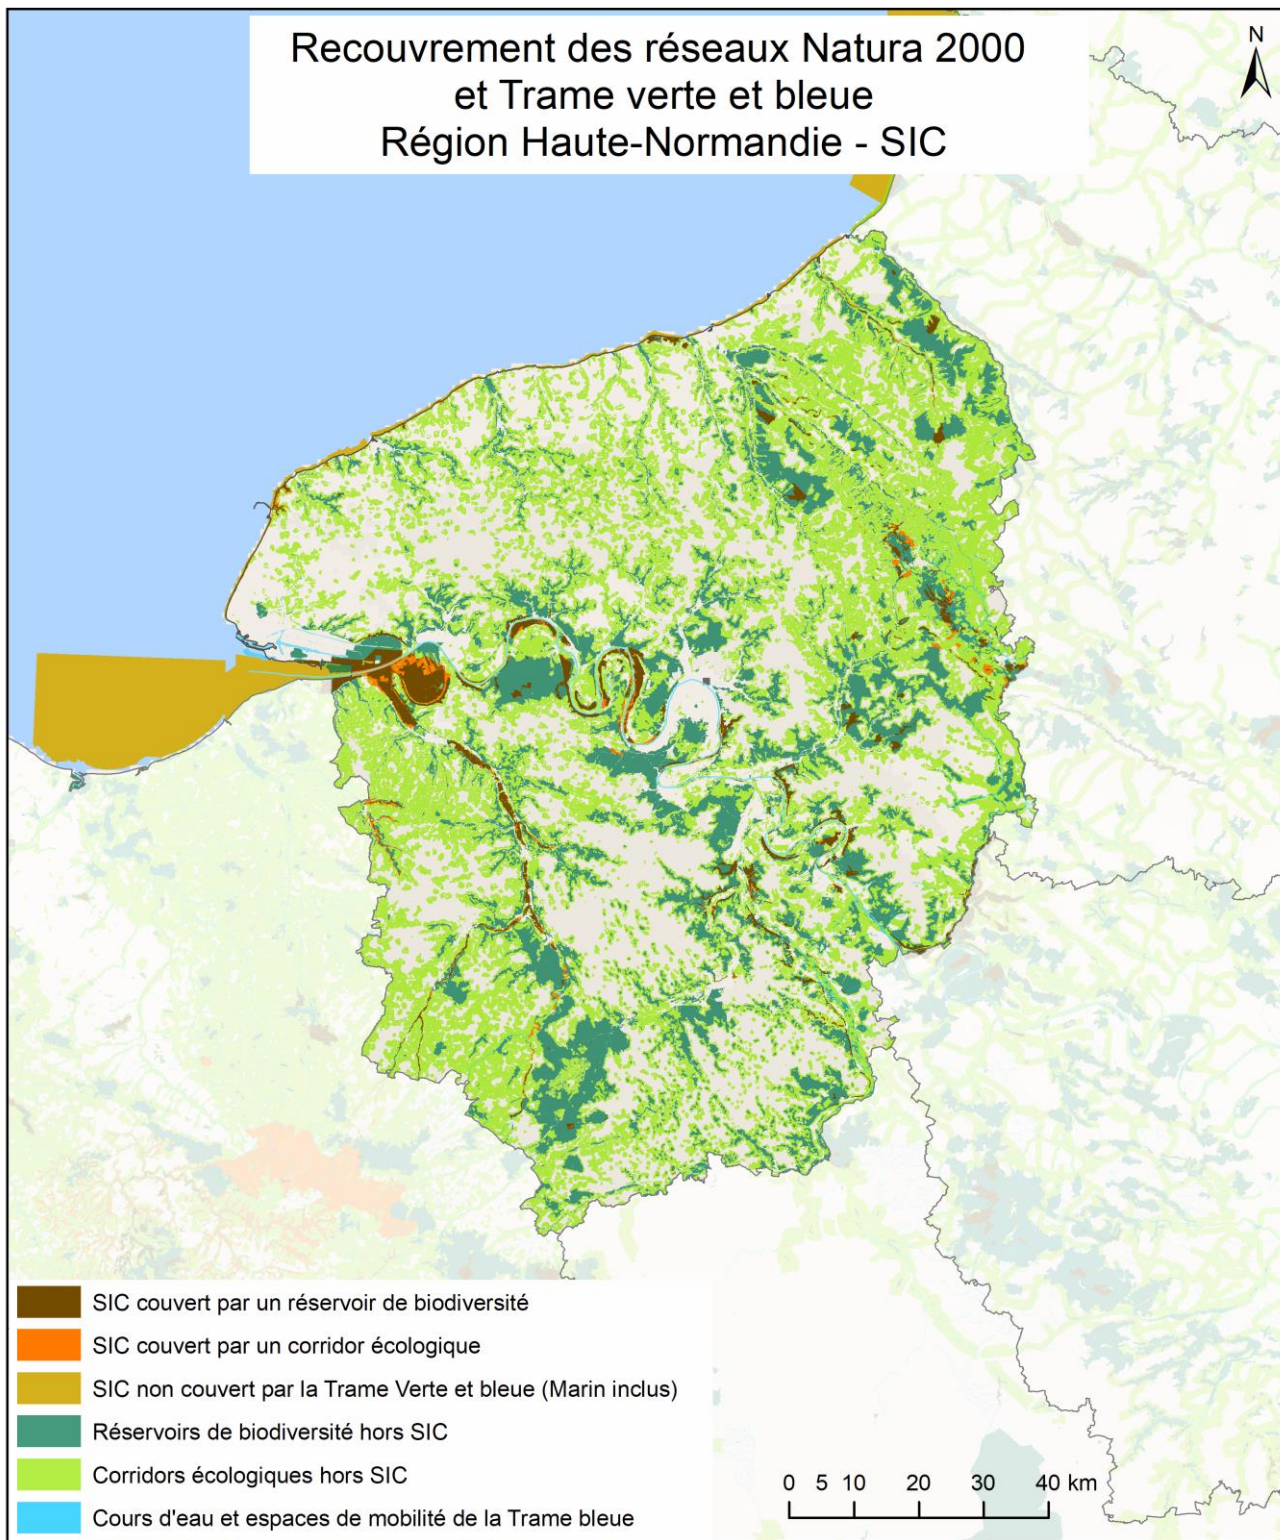 Recouvrement des réseaux Natura 2000
et Trame verte et bleue
Région Haute-Normandie - SIC
N
SIC couvert par un réservoir de biodiversité
SIC couvert par un corridor écologique
SIC non couvert par la Trame Verte et bleue (Marin inclus)
Réservoirs de biodiversité hors SIC
Corridors écologiques hors SIC
Cours d'eau et espaces de mobilité de la Trame bleue
0 5 10 20 30 40 km